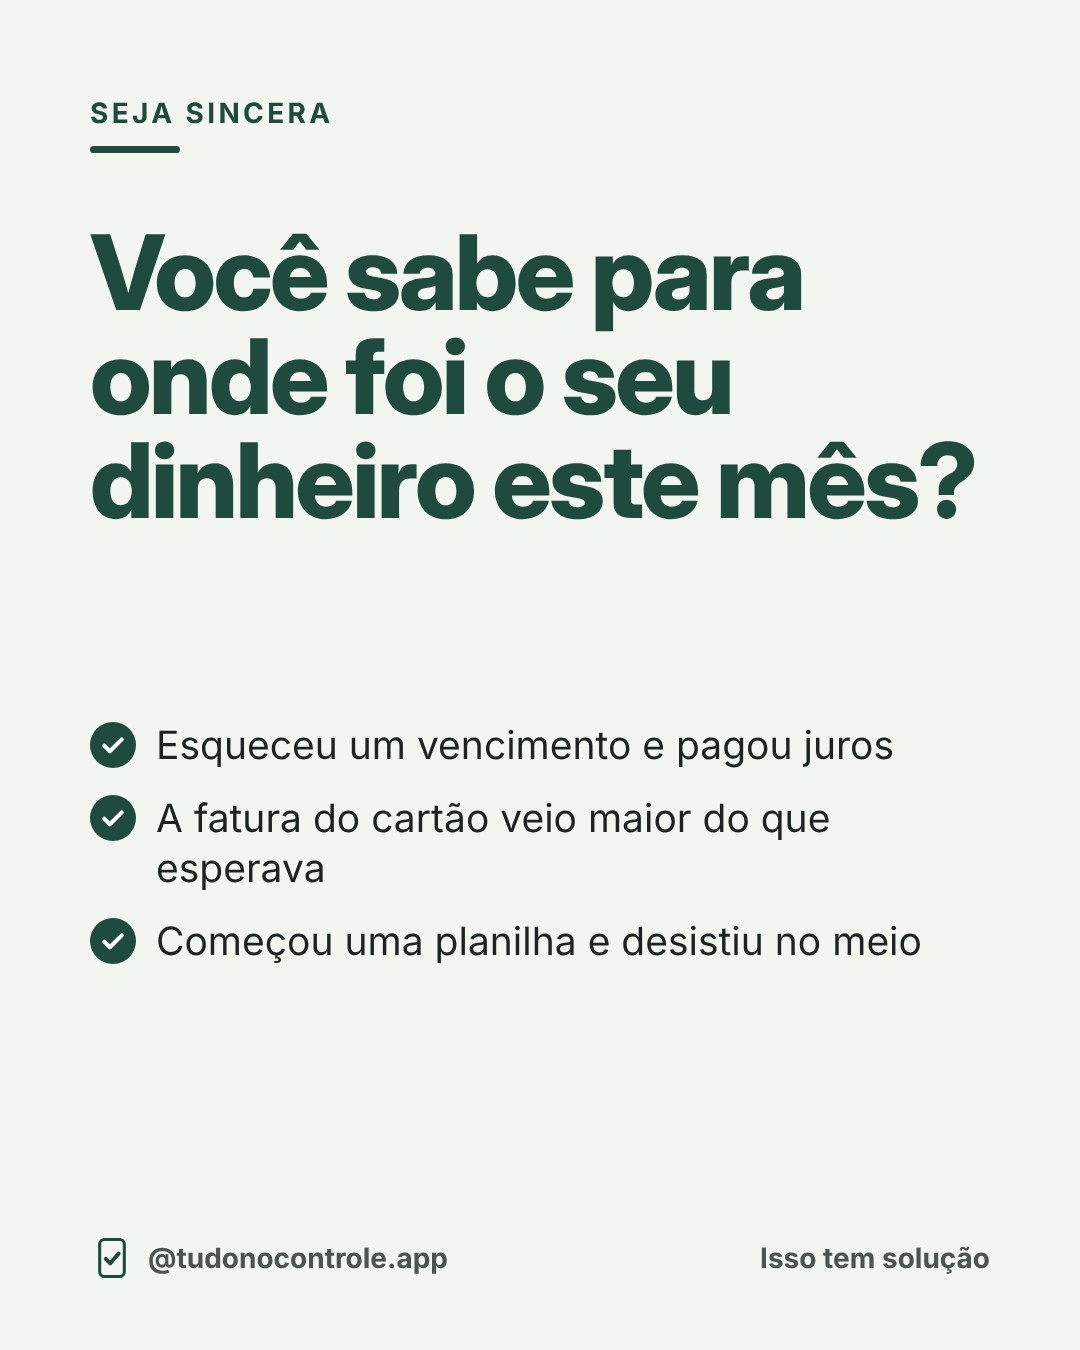 SEJA SINCERA
Você sabe para
onde foi o seu
dinheiro este mês?
Esqueceu um vencimento e pagou juros
A fatura do cartão veio maior do que
esperava
Começou uma planilha e desistiu no meio
@tudonocontrole.app
Isso tem solução